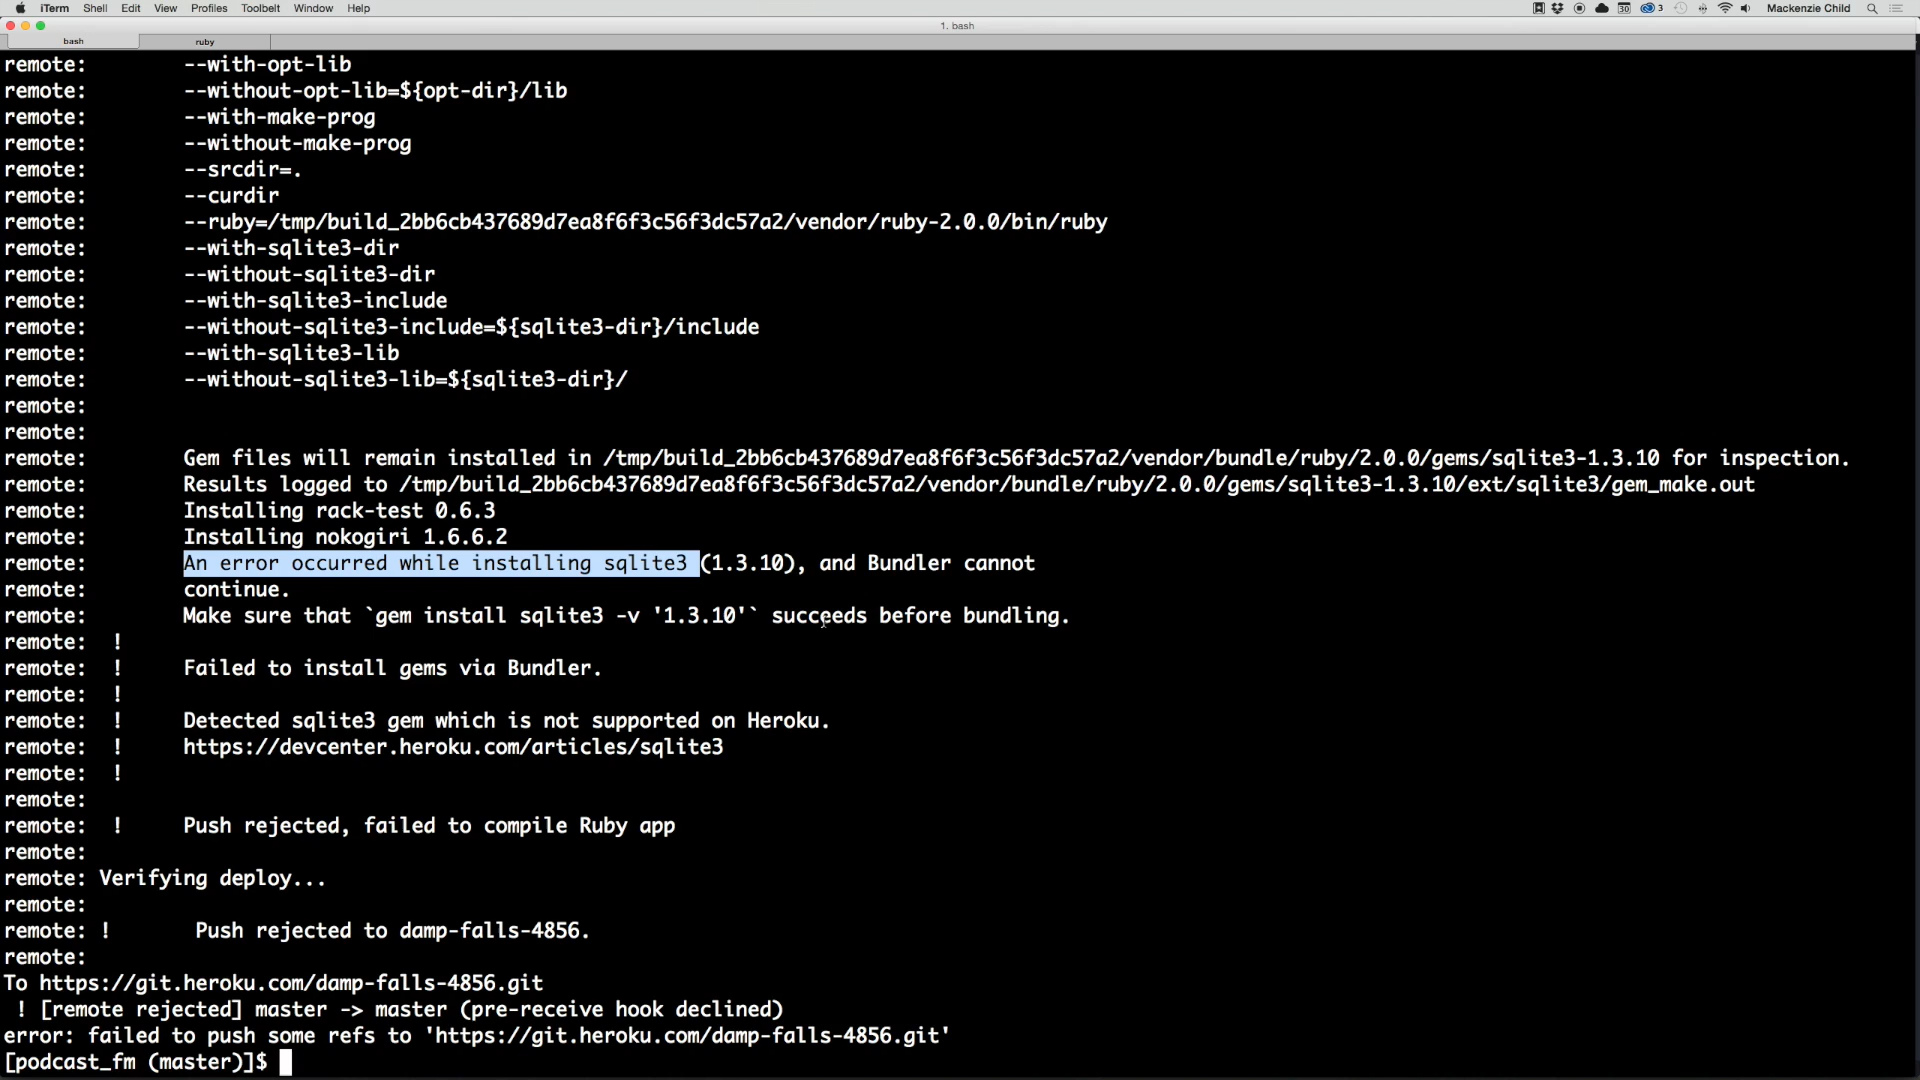 iTerm Shell Edit View Profiles Toolbelt Window Help 30 3 Mackenzie Child
1. bash
bash ruby
remote: --with-opt-lib
remote: --without-opt-lib=${opt-dir}/lib
remote: --with-make-prog
remote: --without-make-prog
remote: --srcdir=.
remote: --curdir
remote: --ruby=/tmp/build_2bb6cb437689d7ea8f6f3c56f3dc57a2/vendor/ruby-2.0.0/bin/ruby
remote: --with-sqlite3-dir
remote: --without-sqlite3-dir
remote: --with-sqlite3-include
remote: --without-sqlite3-include=${sqlite3-dir}/include
remote: --with-sqlite3-lib
remote: --without-sqlite3-lib=${sqlite3-dir}/
remote:
remote:
remote: Gem files will remain installed in /tmp/build_2bb6cb437689d7ea8f6f3c56f3dc57a2/vendor/bundle/ruby/2.0.0/gems/sqlite3-1.3.10 for inspection.
remote: Results logged to /tmp/build_2bb6cb437689d7ea8f6f3c56f3dc57a2/vendor/bundle/ruby/2.0.0/gems/sqlite3-1.3.10/ext/sqlite3/gem_make.out
remote: Installing rack-test 0.6.3
remote: Installing nokogiri 1.6.6.2
remote: An error occurred while installing sqlite3 (1.3.10), and Bundler cannot
remote: continue.
remote: Make sure that `gem install sqlite3 -v '1.3.10'` succeeds before bundling.
remote: !
remote: ! Failed to install gems via Bundler.
remote: !
remote: ! Detected sqlite3 gem which is not supported on Heroku.
remote: ! https://devcenter.heroku.com/articles/sqlite3
remote: !
remote:
remote: ! Push rejected, failed to compile Ruby app
remote:
remote: Verifying deploy...
remote:
remote: ! Push rejected to damp-falls-4856.
remote:
To https://git.heroku.com/damp-falls-4856.git
! [remote rejected] master -> master (pre-receive hook declined)
error: failed to push some refs to 'https://git.heroku.com/damp-falls-4856.git'
[podcast_fm (master)]$